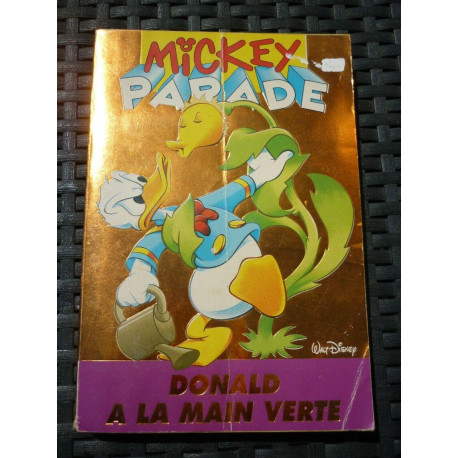 MICKEY
PARADE
WALT DISNEY
DONALD
A LA MAIN VERTE